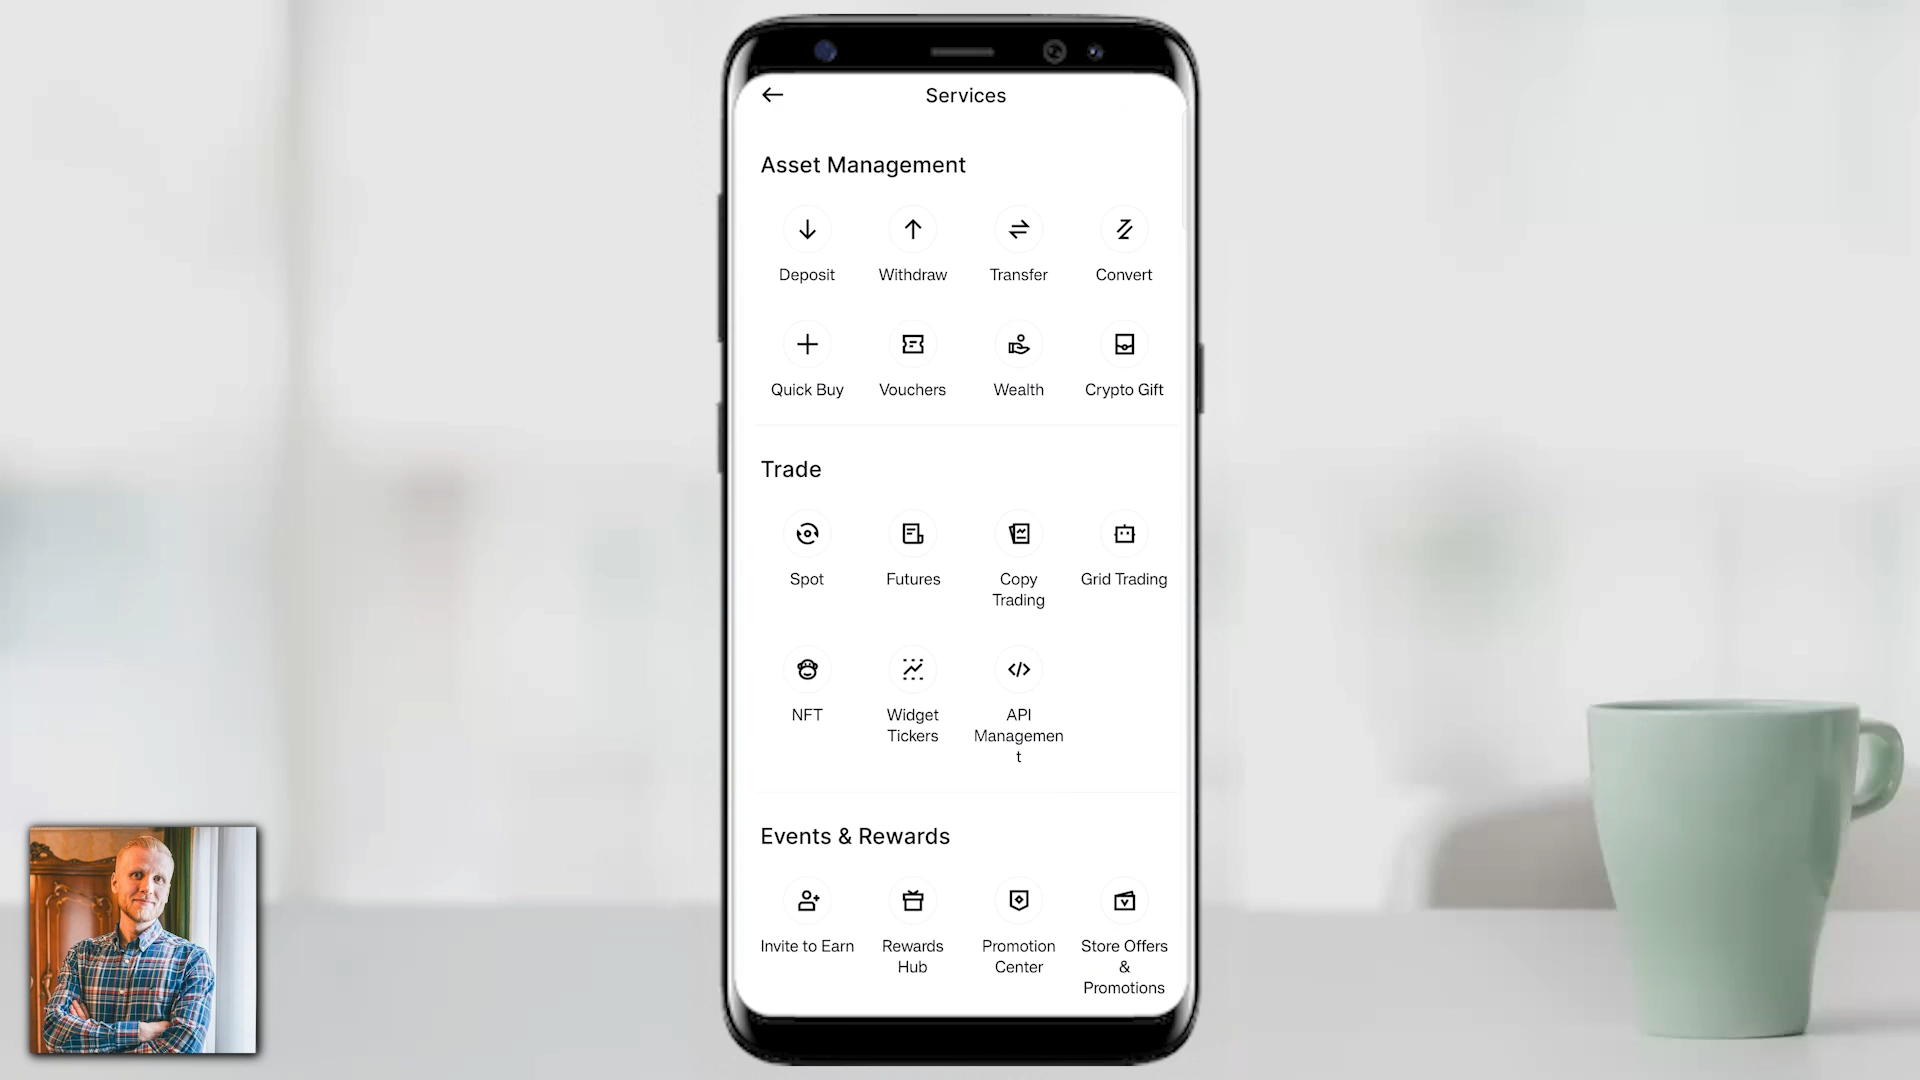 Services
Asset Management
Deposit Withdraw Transfer Convert
Quick Buy Vouchers Wealth Crypto Gift
Trade
Spot Futures Copy Trading Grid Trading
NFT Widget Tickers API Managemen
t
Events & Rewards
Invite to Earn Rewards Hub Promotion Center Store Offers & Promotions